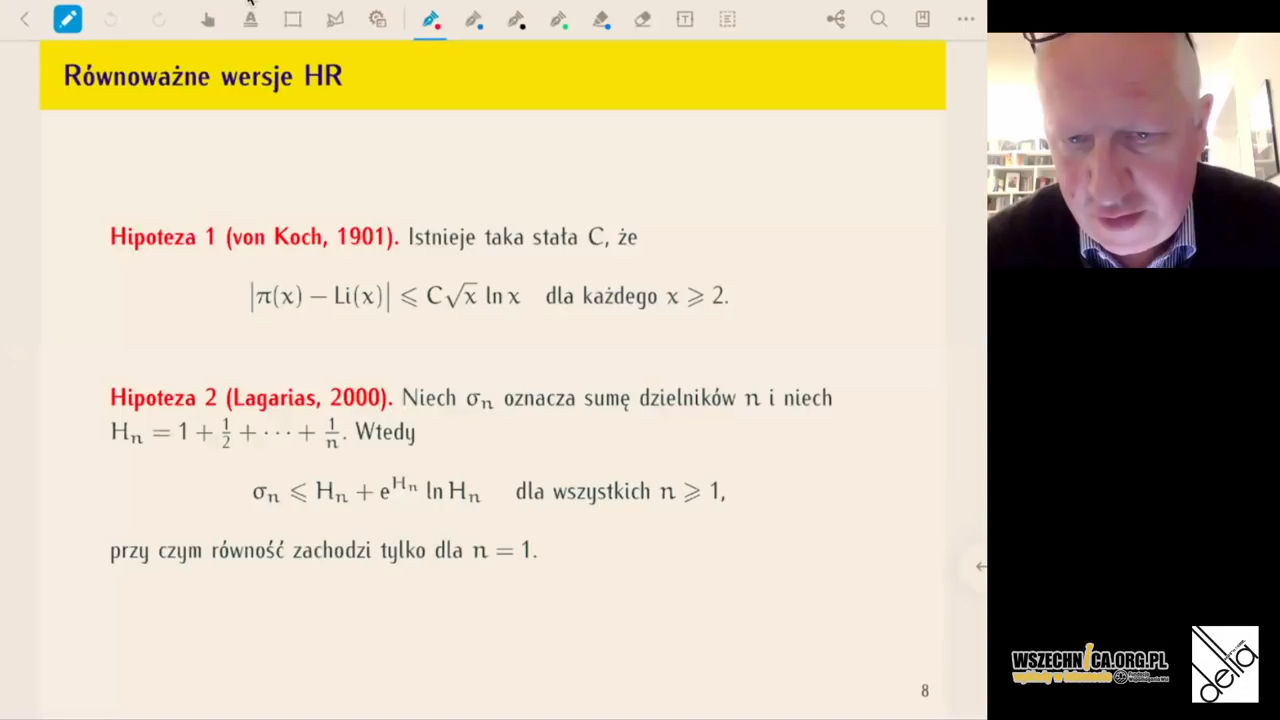 Równoważne wersje HR
Hipoteza 1 (von Koch, 1901). Istnieje taka stała C, że
|π(x) − Li(x)| ⩽ C√x ln x dla każdego x ⩾ 2.
Hipoteza 2 (Lagarias, 2000). Niech σₙ oznacza sumę dzielników n i niech
Hₙ = 1 + 1/2 + ··· + 1/n. Wtedy
σₙ ⩽ Hₙ + e^{Hₙ} ln Hₙ dla wszystkich n ⩾ 1,
przy czym równość zachodzi tylko dla n = 1.
8
WSZECHNICA.ORG.PL
wykłady w internecie
delta